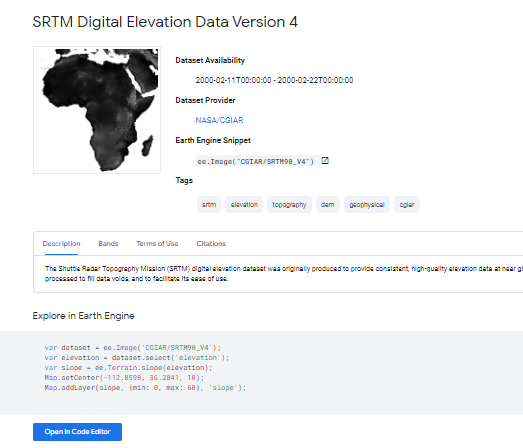 SRTM Digital Elevation Data Version 4
Dataset Availability
2000-02-11T00:00:00 - 2000-02-22T00:00:00
Dataset Provider
NASA/CGIAR
Earth Engine Snippet
ee.Image("CGIAR/SRTM90_V4")
Tags
srtm elevation topography dem geophysical cgiar
Description Bands Terms of Use Citations
The Shuttle Radar Topography Mission (SRTM) digital elevation dataset was originally produced to provide consistent, high-quality elevation data at near gl
processed to fill data voids, and to facilitate its ease of use.
Explore in Earth Engine
var dataset = ee.Image('CGIAR/SRTM90_V4');
var elevation = dataset.select('elevation');
var slope = ee.Terrain.slope(elevation);
Map.setCenter(-112.8598, 36.2841, 10);
Map.addLayer(slope, {min: 0, max: 60}, 'slope');
Open in Code Editor